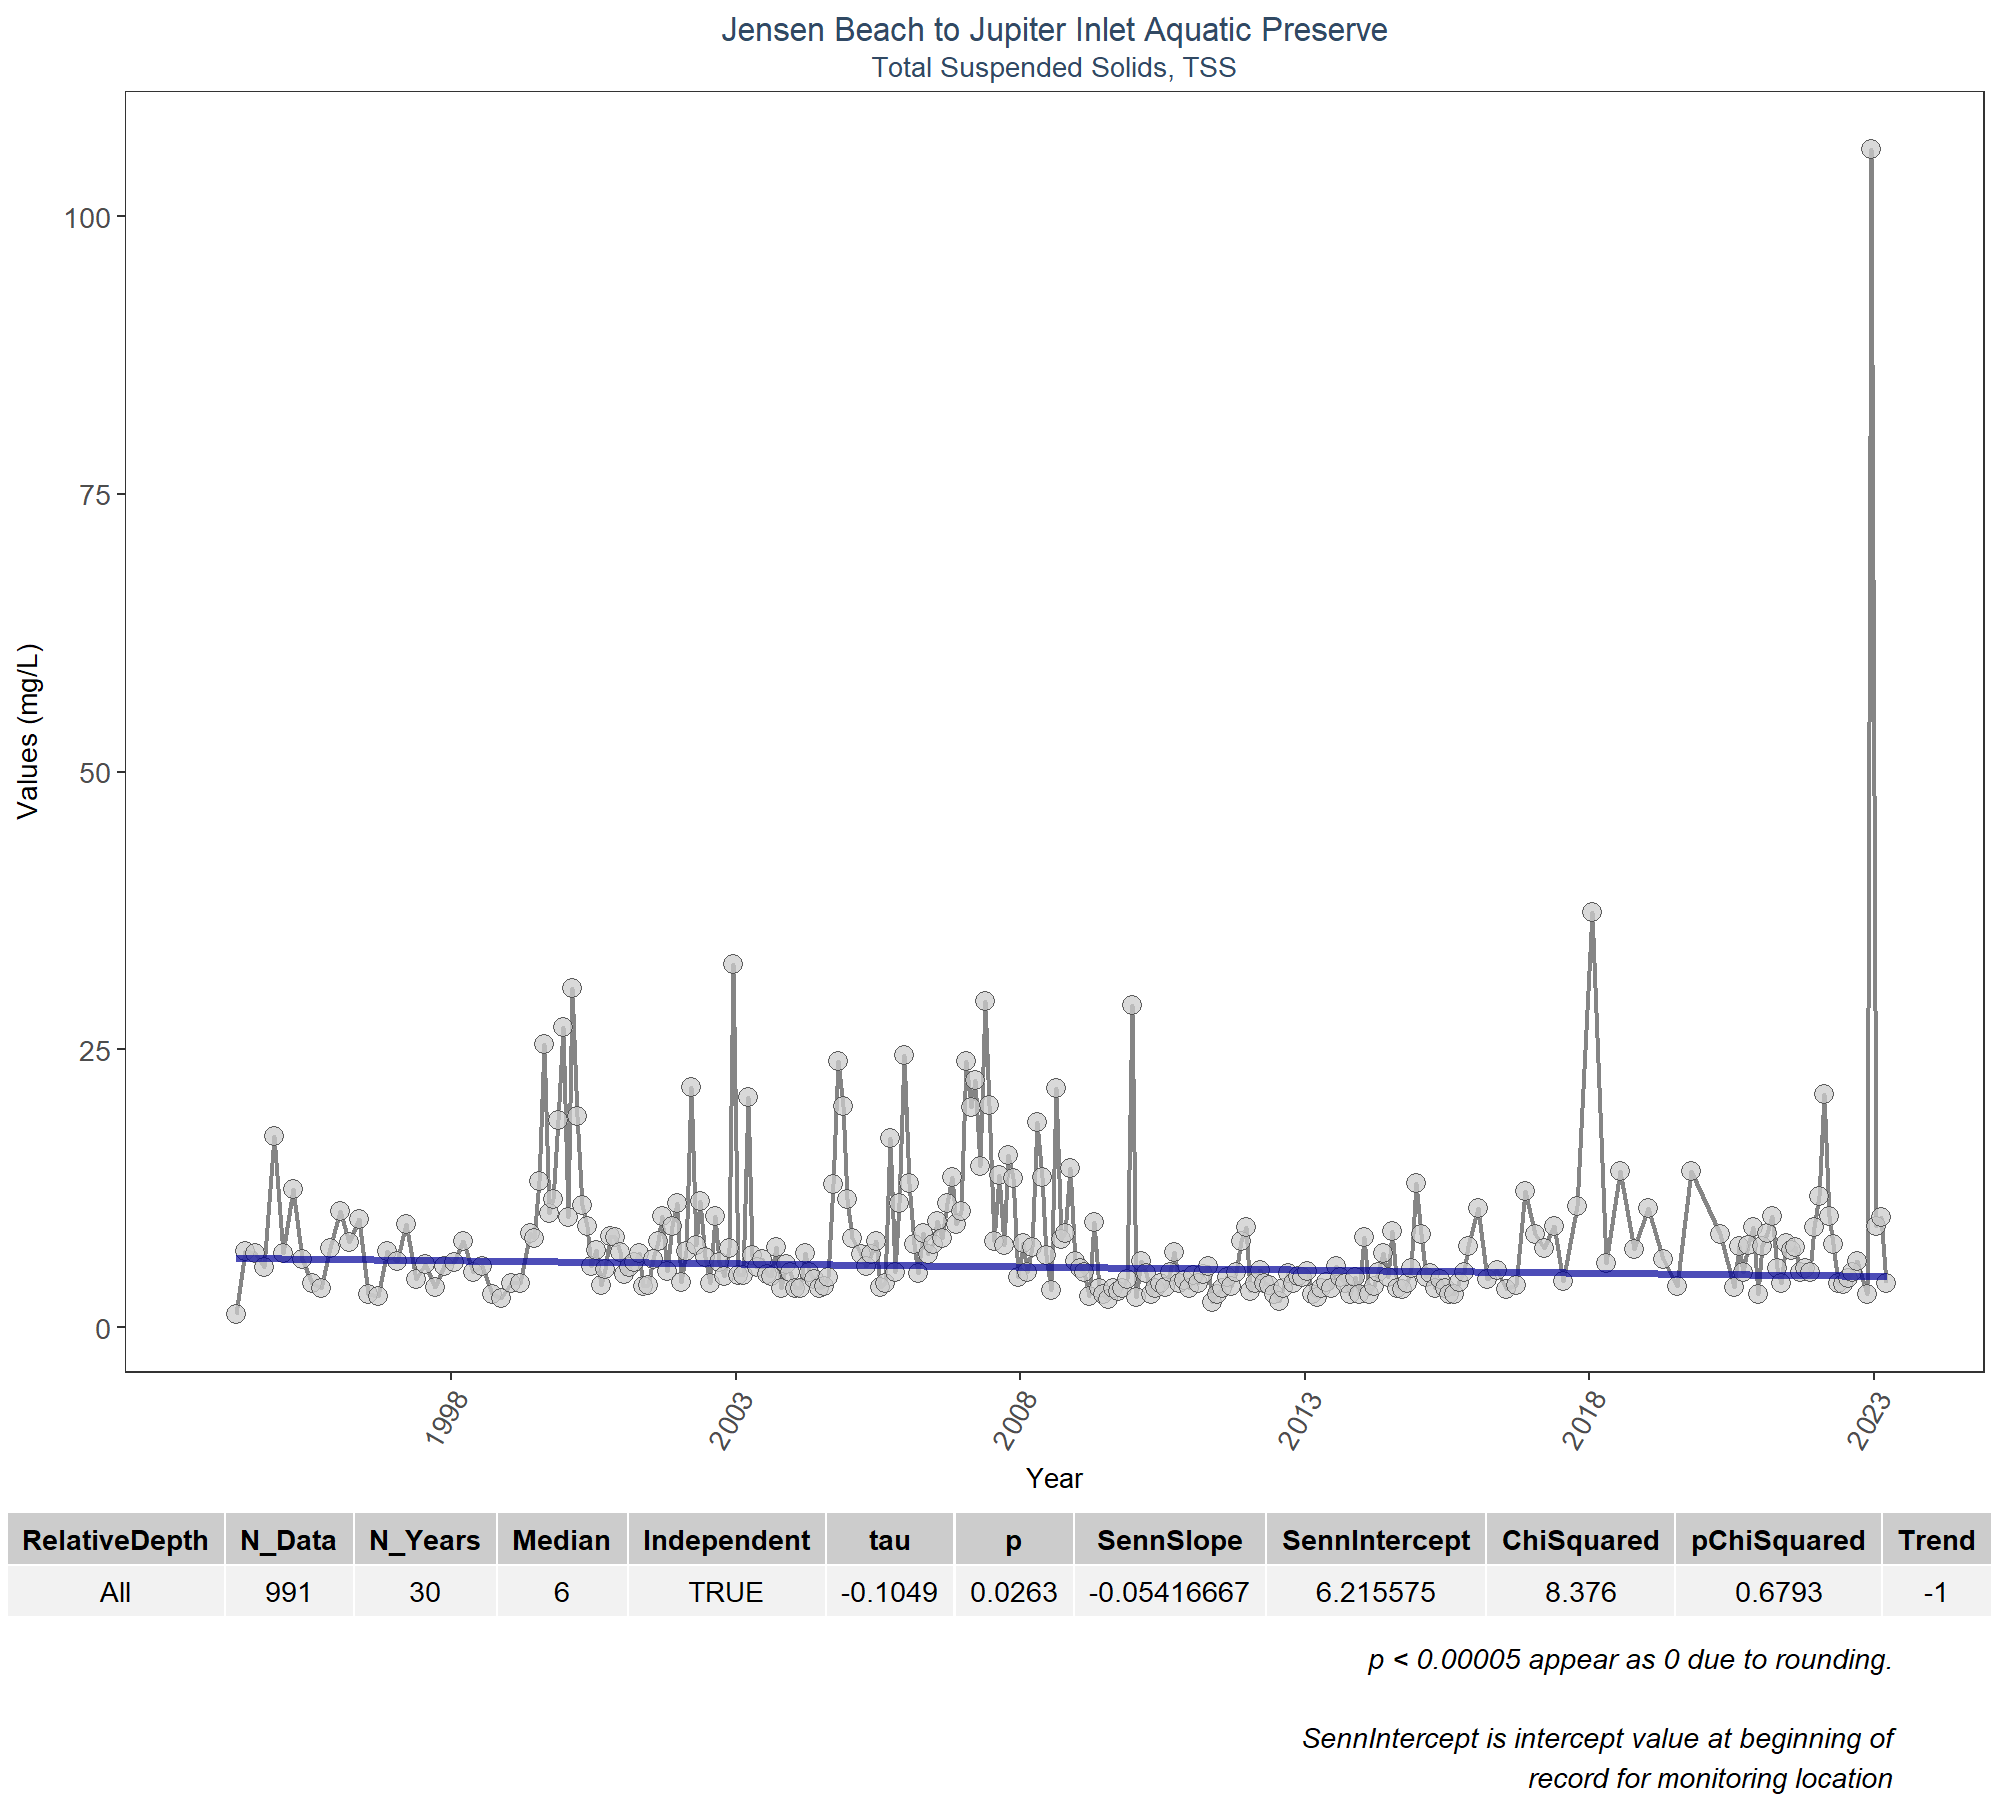 Jensen Beach to Jupiter Inlet Aquatic Preserve
Total Suspended Solids, TSS
Values (mg/L)
100
75
50
25
0
1998 2003 2008 2013 2018 2023
Year
RelativeDepth N_Data N_Years Median Independent tau p SennSlope SennIntercept ChiSquared pChiSquared Trend
All 991 30 6 TRUE -0.1049 0.0263 -0.05416667 6.215575 8.376 0.6793 -1
p < 0.00005 appear as 0 due to rounding.
SennIntercept is intercept value at beginning of
record for monitoring location